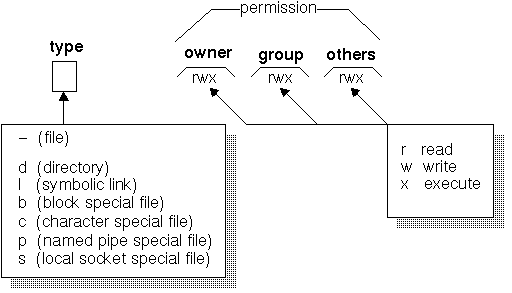 permission
type
owner group others
rwx rwx rwx
– (file)
d (directory)
l (symbolic link)
b (block special file)
c (character special file)
p (named pipe special file)
s (local socket special file)
r read
w write
x execute